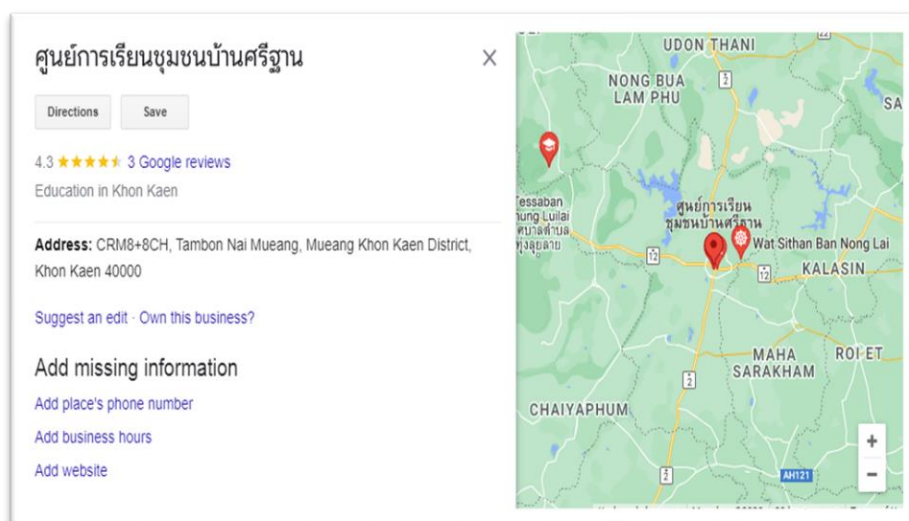 ศูนย์การเรียนชุมชนบ้านศรีฐาน
Directions
Save
4.3
3 Google reviews
Education in Khon Kaen
Address: CRM8+8CH, Tambon Nai Mueang, Mueang Khon Kaen District,
Khon Kaen 40000
Suggest an edit · Own this business?
Add missing information
Add place's phone number
Add business hours
Add website
UDON THANI
22
2
NONG BUA
LAM PHU
SA
Tessaban
ศูนย์การเรียน
ชุมชนบ้านศรีฐาน
Wat Sithan Ban Nong Lai
12
12
KALASIN
MAHA
SARAKHAM
ROI ET
2
CHAIYAPHUM
+
−
2
AH121